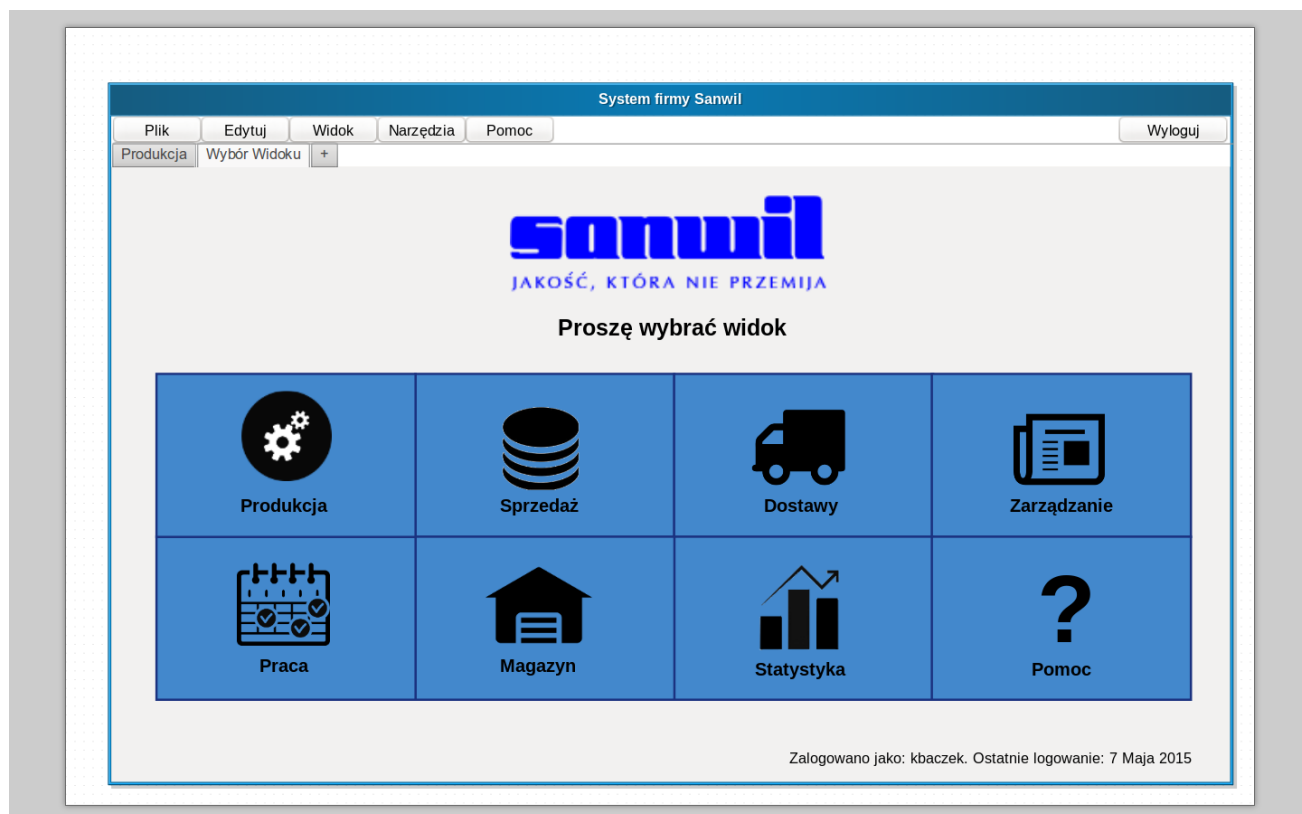 System firmy Sanwil
Plik Edytuj Widok Narzędzia Pomoc Wyloguj
Produkcja Wybór Widoku +
sanwil
JAKOŚĆ, KTÓRA NIE PRZEMIJA
Proszę wybrać widok
Produkcja Sprzedaż Dostawy Zarządzanie
?
Praca Magazyn Statystyka Pomoc
Zalogowano jako: kbaczek. Ostatnie logowanie: 7 Maja 2015